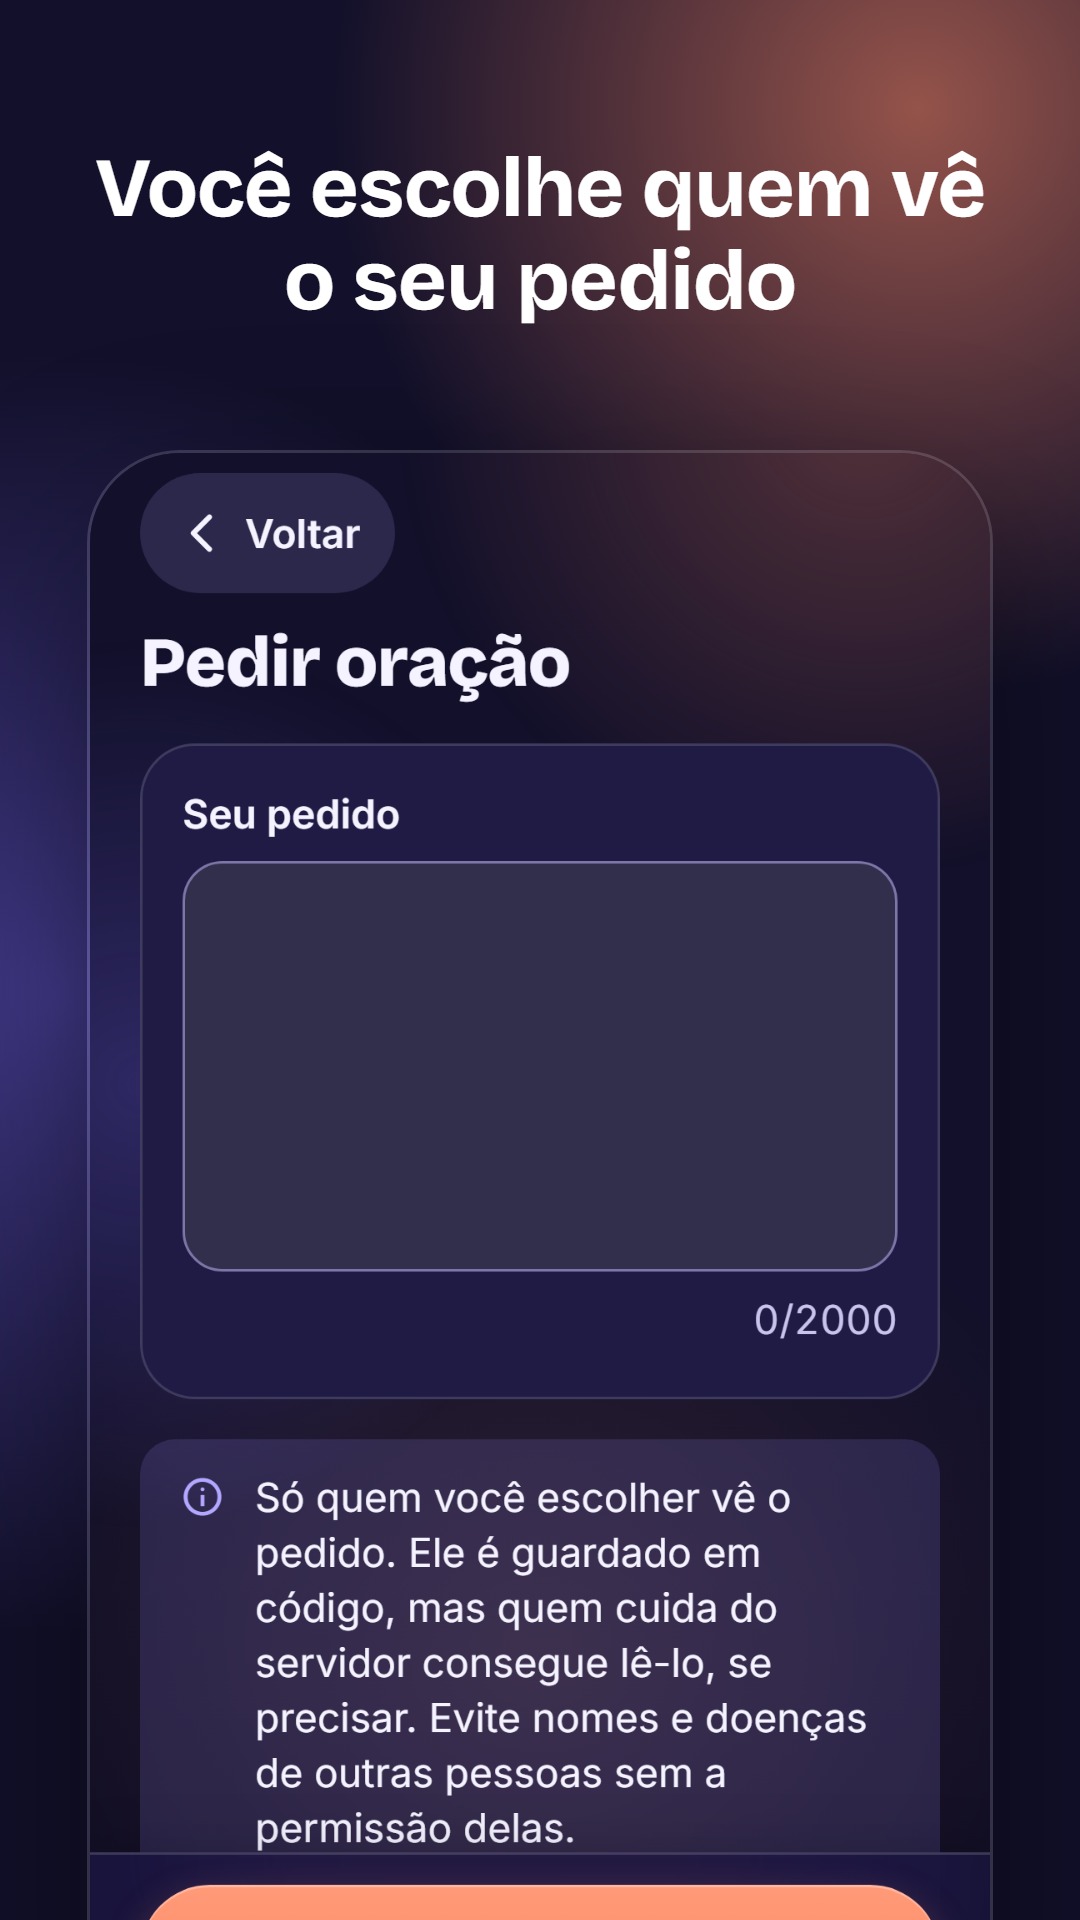 Você escolhe quem vê
o seu pedido
Voltar
Pedir oração
Seu pedido
0/2000
Só quem você escolher vê o
pedido. Ele é guardado em
código, mas quem cuida do
servidor consegue lê-lo, se
precisar. Evite nomes e doenças
de outras pessoas sem a
permissão delas.